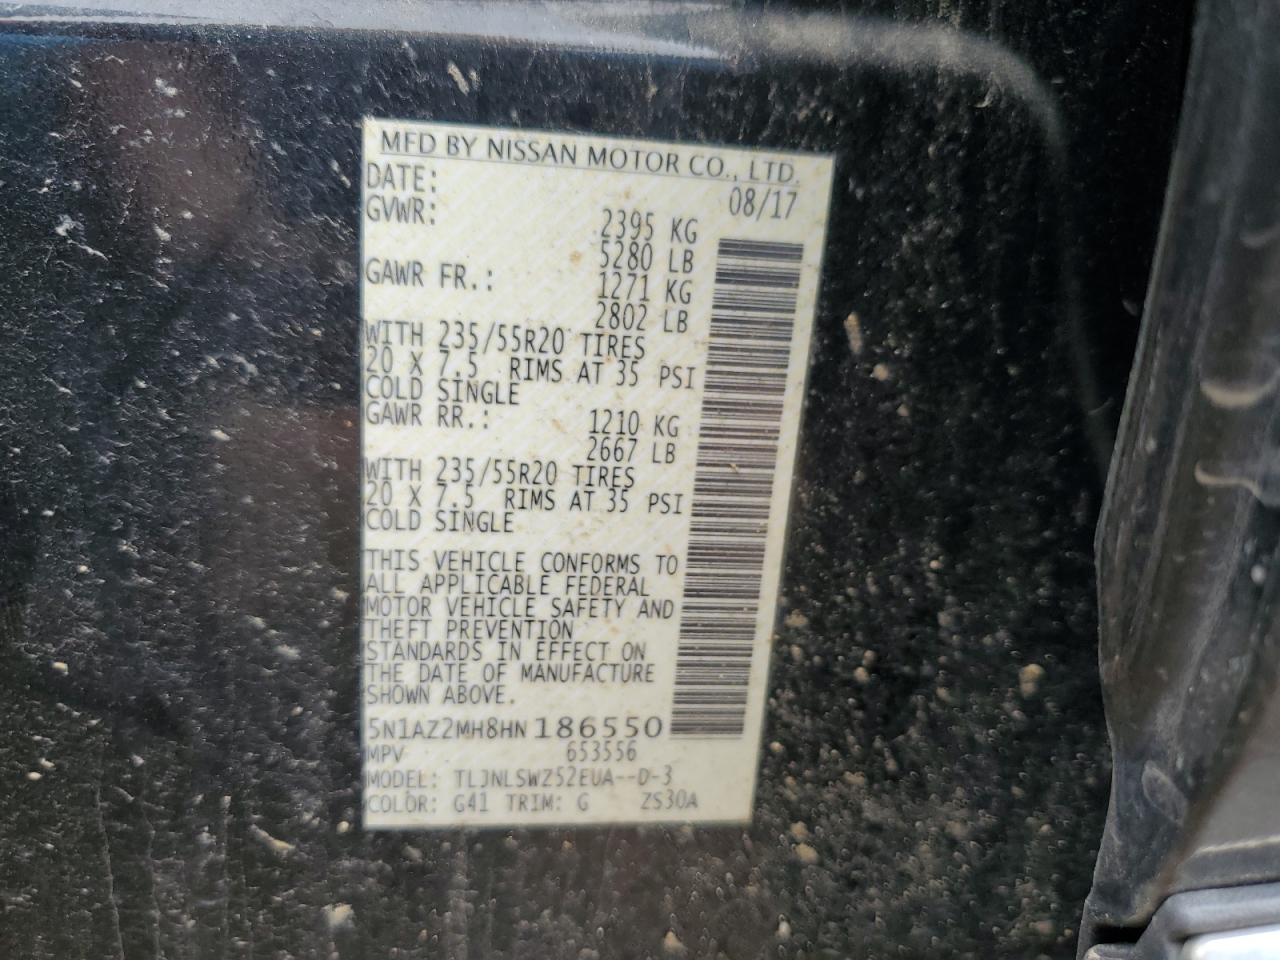 MFD BY NISSAN MOTOR CO., LTD.
DATE: 08/17
GVWR: 2395 KG
5280 LB
GAWR FR.: 1271 KG
2802 LB
WITH 235/55R20 TIRES
20 X 7.5 RIMS AT 35 PSI
COLD SINGLE
GAWR RR.: 1210 KG
2667 LB
WITH 235/55R20 TIRES
20 X 7.5 RIMS AT 35 PSI
COLD SINGLE
THIS VEHICLE CONFORMS TO
ALL APPLICABLE FEDERAL
MOTOR VEHICLE SAFETY AND
THEFT PREVENTION
STANDARDS IN EFFECT ON
THE DATE OF MANUFACTURE
SHOWN ABOVE.
5N1AZ2MH8HN186550
MPV 653556
MODEL: TLJNLSWZ52EUA--D-3
COLOR: G41 TRIM: G ZS30A